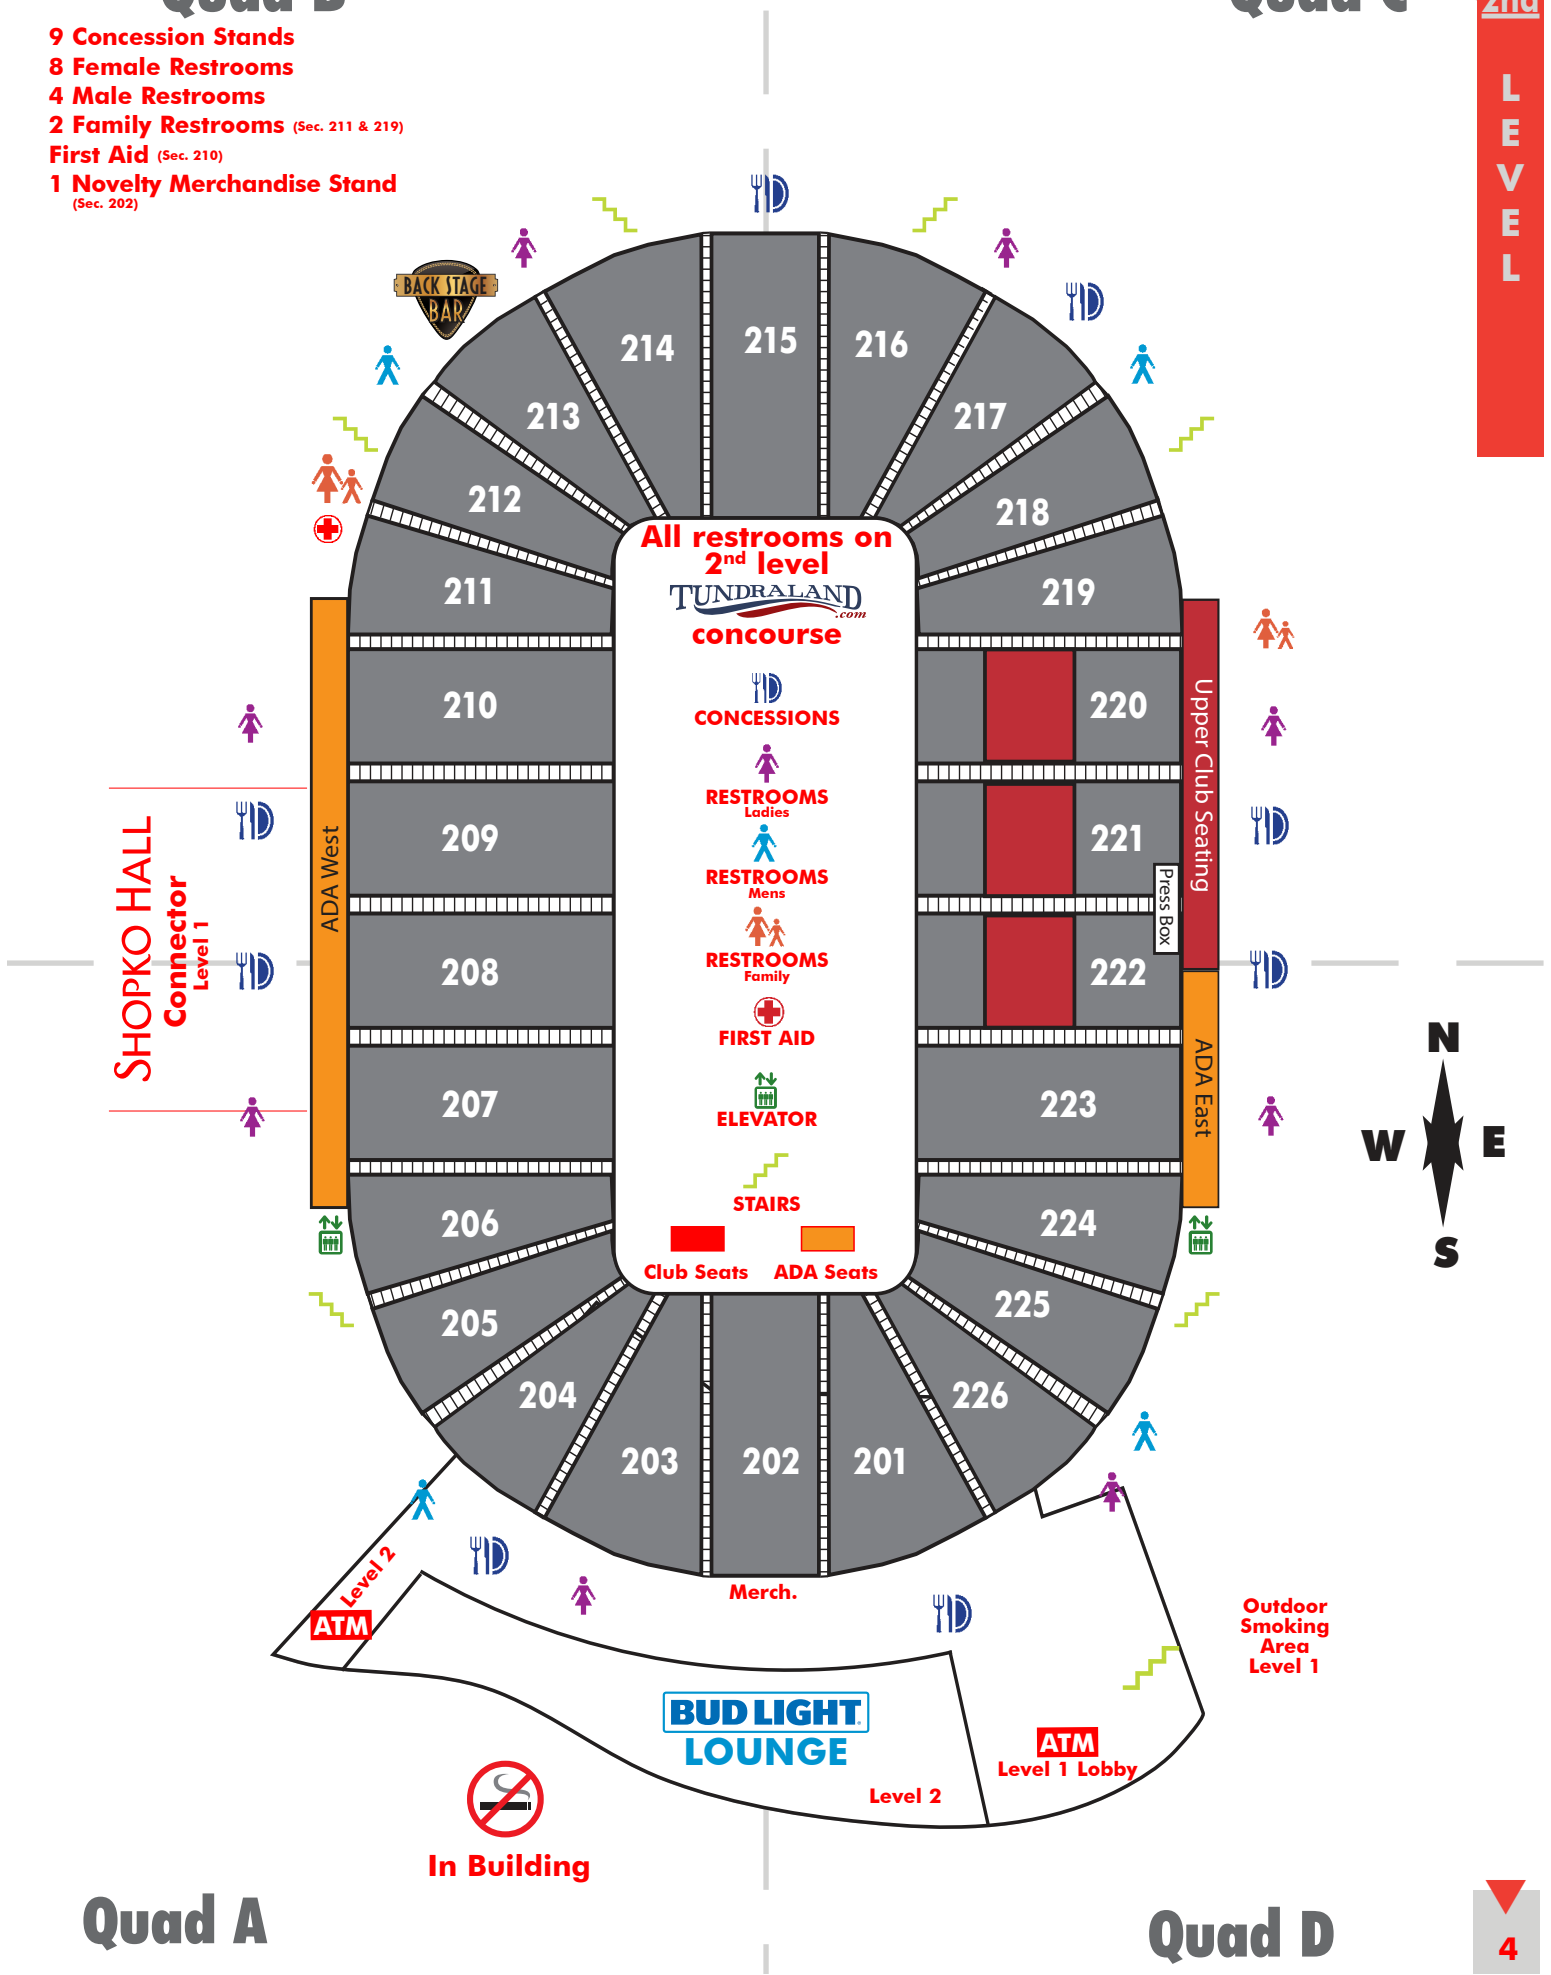 Quad B
Quad C
2nd
LEVEL
9 Concession Stands
8 Female Restrooms
4 Male Restrooms
2 Family Restrooms (Sec. 211 & 219)
First Aid (Sec. 210)
1 Novelty Merchandise Stand
(Sec. 202)
BACK STAGE
BAR
214
215
216
213
217
212
218
211
219
210
220
209
221
208
222
207
223
206
224
205
225
204
226
203
202
201
All restrooms on
2nd level
TUNDRALAND
.com
concourse
CONCESSIONS
RESTROOMS
Ladies
RESTROOMS
Mens
RESTROOMS
Family
FIRST AID
ELEVATOR
STAIRS
Club Seats
ADA Seats
SHOPKO HALL
Connector
Level 1
ADA West
Upper Club Seating
Press Box
ADA East
N
W
E
S
Level 2
ATM
Merch.
BUD LIGHT
LOUNGE
Level 2
ATM
Level 1 Lobby
Outdoor
Smoking
Area
Level 1
In Building
Quad A
Quad D
4